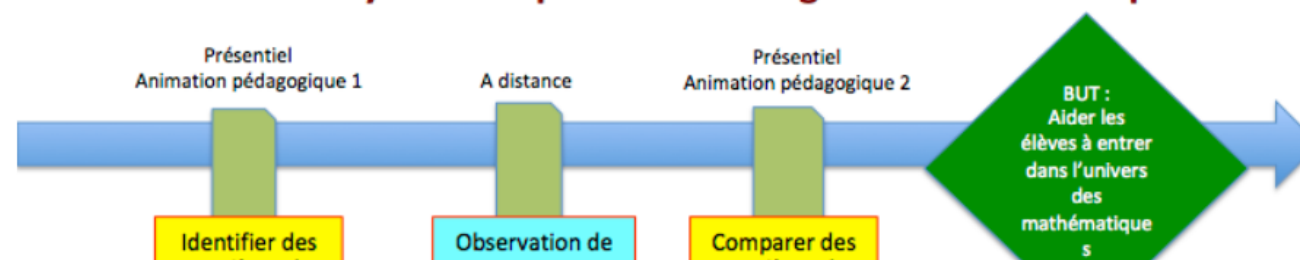 Présentiel
Animation pédagogique 1
A distance
Présentiel
Animation pédagogique 2
BUT :
Aider les
élèves à entrer
dans l'univers
des
mathématique
s
Identifier des
Observation de
Comparer des